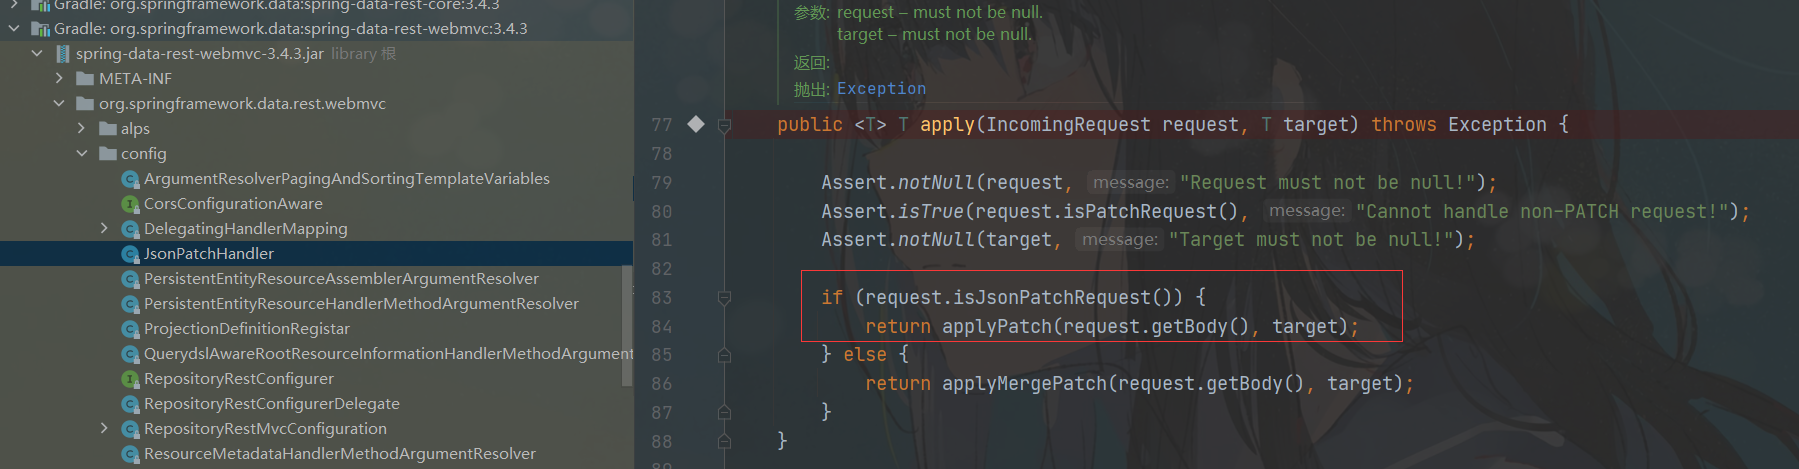 Gradle: org.springframework.data:spring-data-rest-core:3.4.3
Gradle: org.springframework.data:spring-data-rest-webmvc:3.4.3
spring-data-rest-webmvc-3.4.3.jar library 根
META-INF
org.springframework.data.rest.webmvc
alps
config
ArgumentResolverPagingAndSortingTemplateVariables
CorsConfigurationAware
DelegatingHandlerMapping
JsonPatchHandler
PersistentEntityResourceAssemblerArgumentResolver
PersistentEntityResourceHandlerMethodArgumentResolver
ProjectionDefinitionRegistar
QuerydslAwareRootResourceInformationHandlerMethodArgument
RepositoryRestConfigurer
RepositoryRestConfigurerDelegate
RepositoryRestMvcConfiguration
ResourceMetadataHandlerMethodArgumentResolver
参数: request – must not be null.
target – must not be null.
返回:
抛出: Exception
77 public <T> T apply(IncomingRequest request, T target) throws Exception {
78
79 Assert.notNull(request, message: "Request must not be null!");
80 Assert.isTrue(request.isPatchRequest(), message: "Cannot handle non-PATCH request!");
81 Assert.notNull(target, message: "Target must not be null!");
82
83 if (request.isJsonPatchRequest()) {
84 return applyPatch(request.getBody(), target);
85 } else {
86 return applyMergePatch(request.getBody(), target);
87 }
88 }